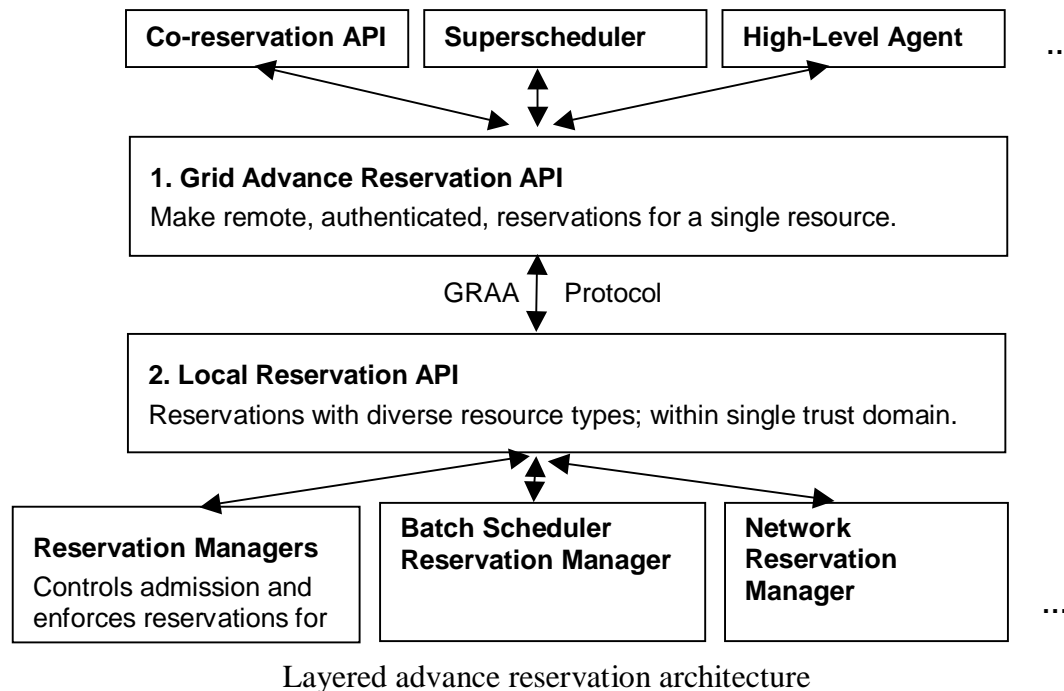 Co-reservation API
Superscheduler
High-Level Agent
...
1. Grid Advance Reservation API
Make remote, authenticated, reservations for a single resource.
GRAA Protocol
2. Local Reservation API
Reservations with diverse resource types; within single trust domain.
Reservation Managers
Controls admission and
enforces reservations for
Batch Scheduler
Reservation Manager
Network
Reservation
Manager
...
Layered advance reservation architecture